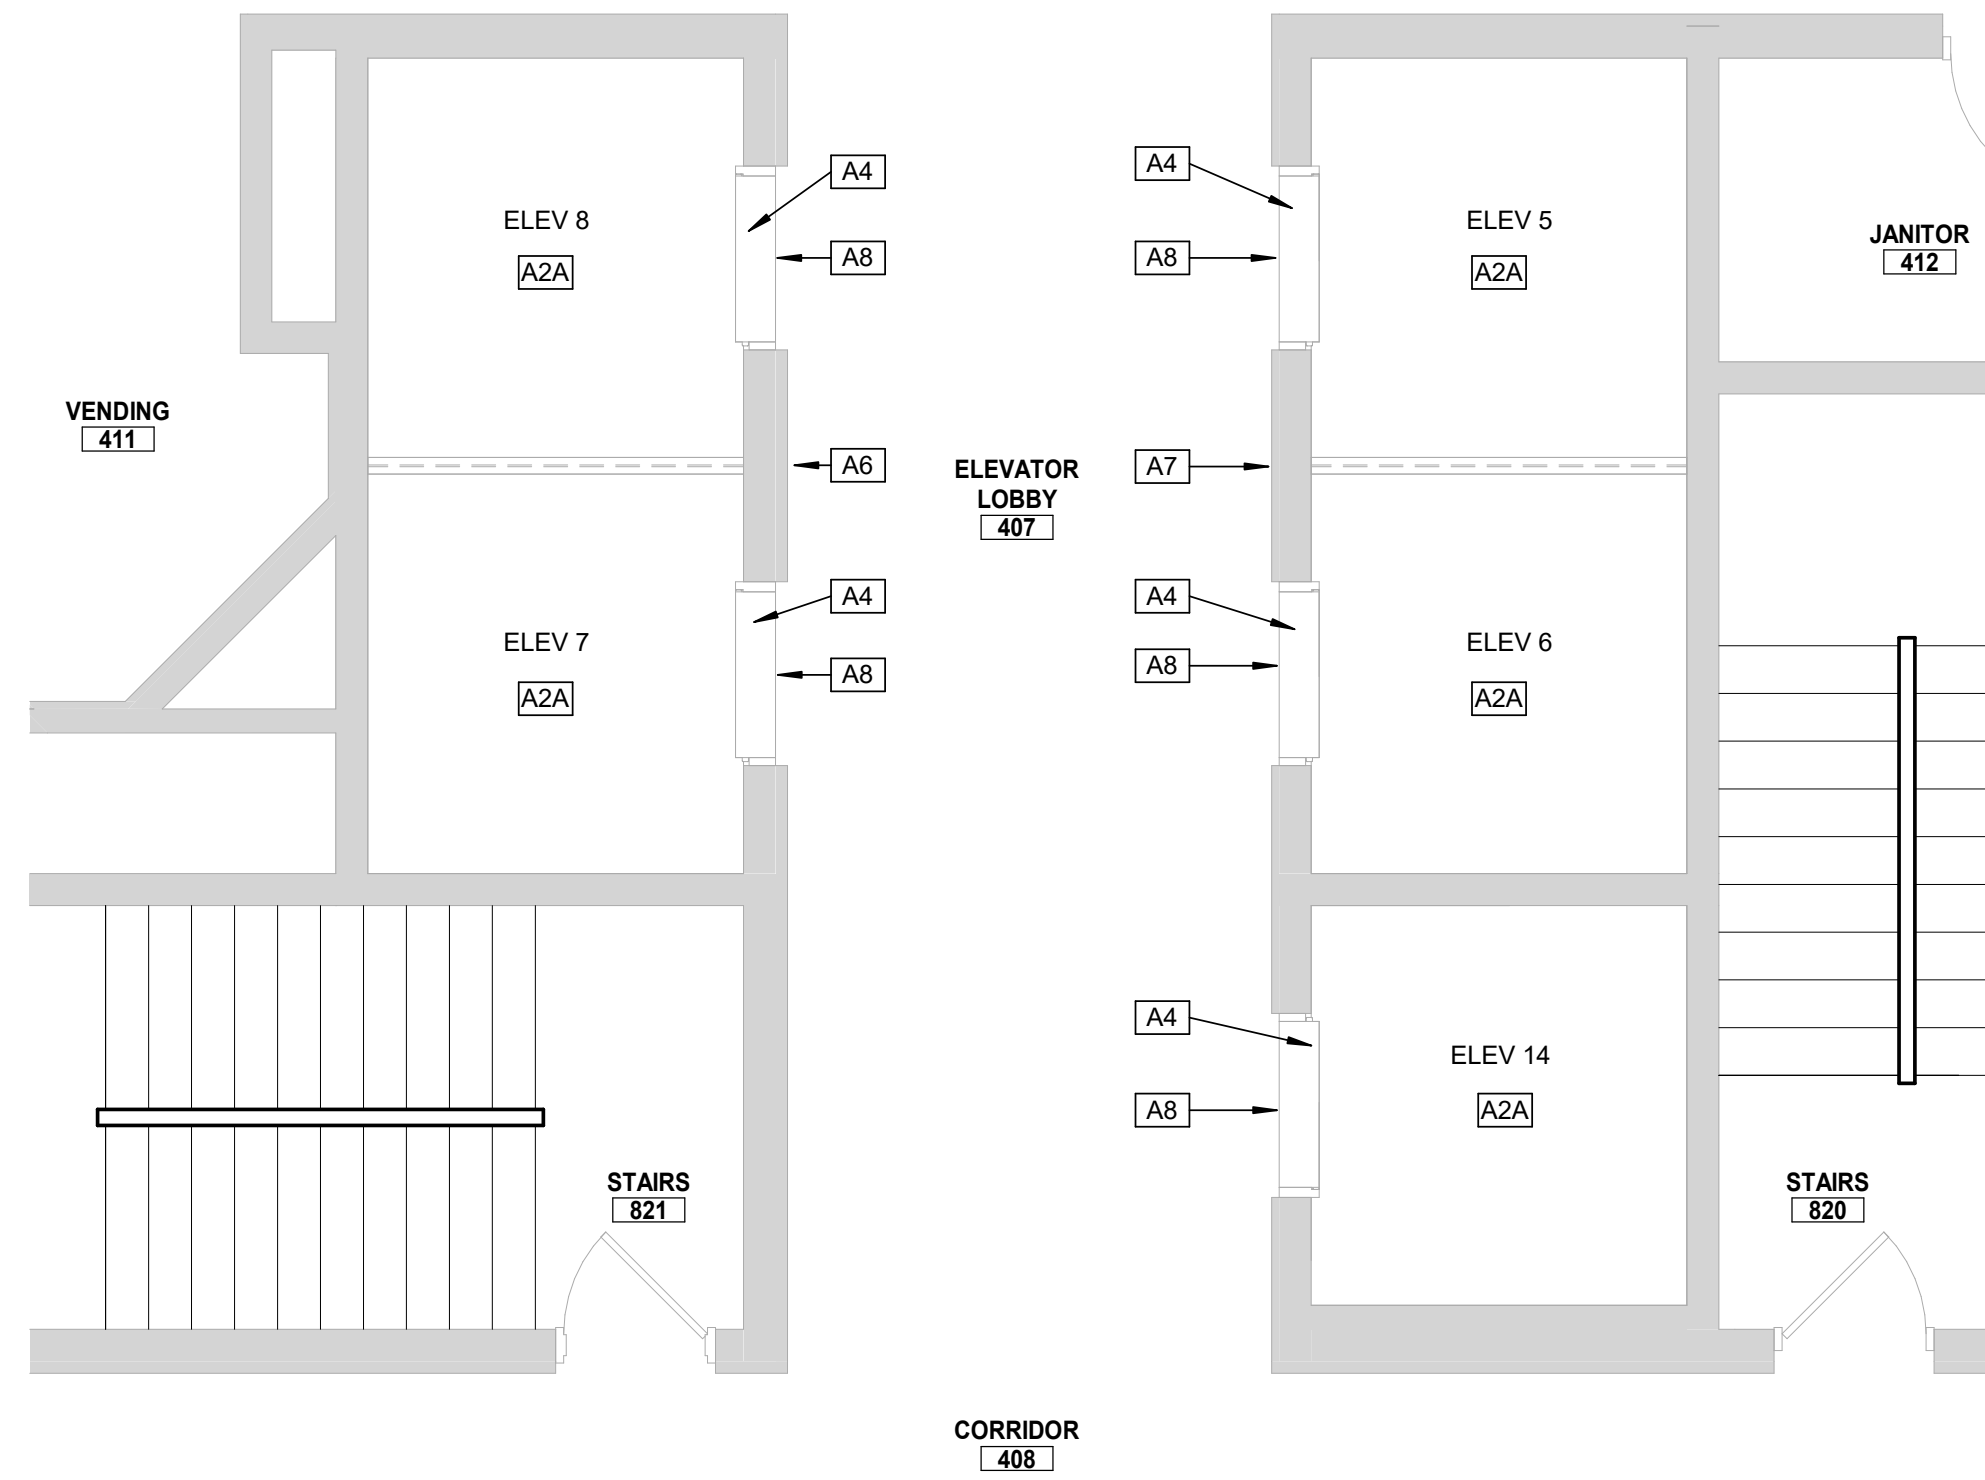 A4
A4
ELEV 8
ELEV 5
JANITOR
412
A8
A8
A2A
A2A
VENDING
411
A6
ELEVATOR
LOBBY
407
A7
A4
A4
ELEV 7
ELEV 6
A8
A8
A2A
A2A
A4
ELEV 14
A8
A2A
STAIRS
821
STAIRS
820
CORRIDOR
408